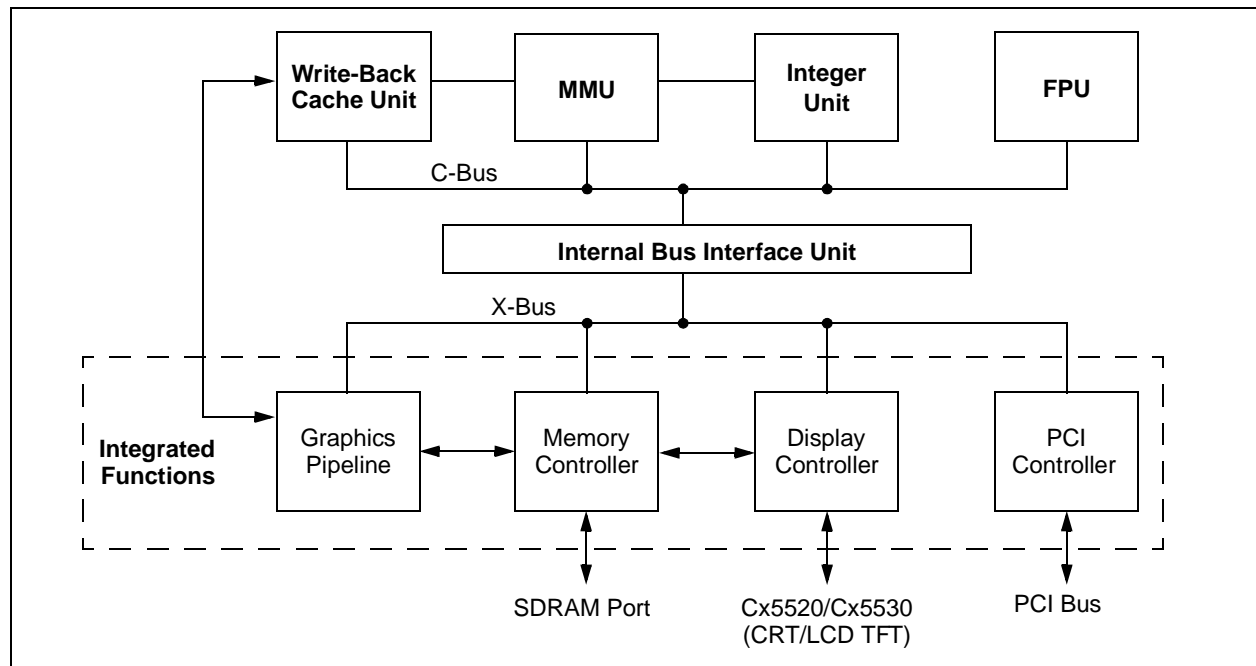 Write-Back
Cache Unit
MMU
Integer
Unit
FPU
C-Bus
Internal Bus Interface Unit
X-Bus
Integrated
Functions
Graphics
Pipeline
Memory
Controller
Display
Controller
PCI
Controller
SDRAM Port
Cx5520/Cx5530
(CRT/LCD TFT)
PCI Bus